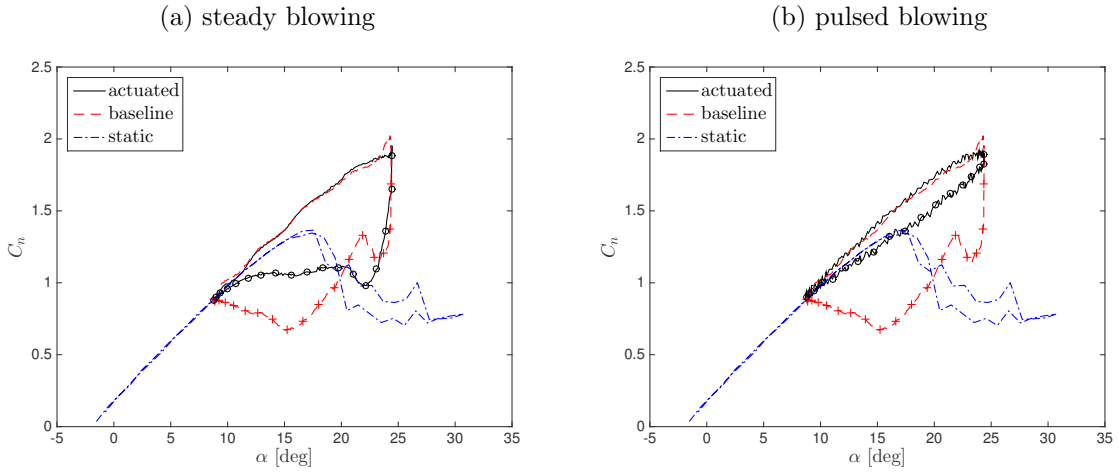 (a) steady blowing
2.5
2
1.5
1
0.5
0
-5 0 5 10 15 20 25 30 35
C_n
α [deg]
actuated
baseline
static
(b) pulsed blowing
2.5
2
1.5
1
0.5
0
-5 0 5 10 15 20 25 30 35
C_n
α [deg]
actuated
baseline
static